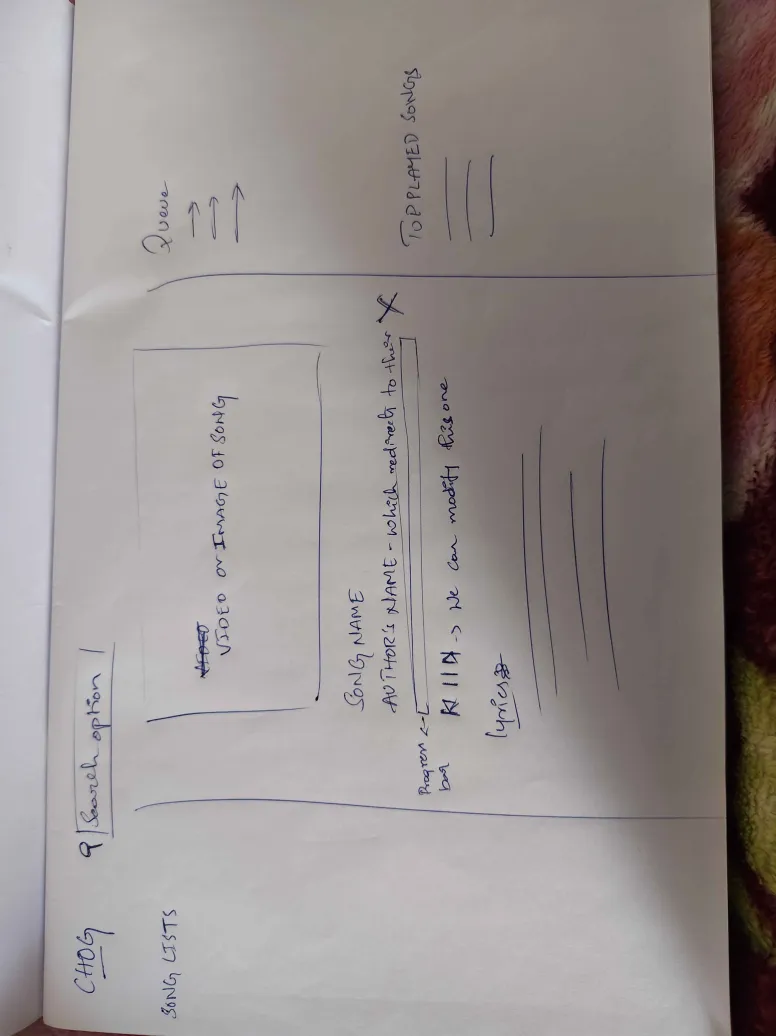 CHOG
Search option
SONG LISTS
VIDEO or IMAGE OF SONG
SONG NAME
AUTHOR'S NAME - which redirects to their X
Progress <-
bar
-> We can modify this one
lyrics
Queue
TOP PLAYED SONGS